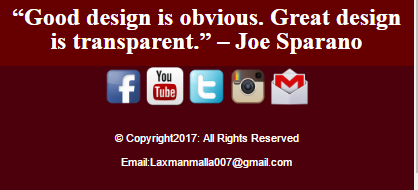 “Good design is obvious. Great design
is transparent.” – Joe Sparano
You
Tube
© Copyright2017: All Rights Reserved
Email:Laxmanmalla007@gmail.com